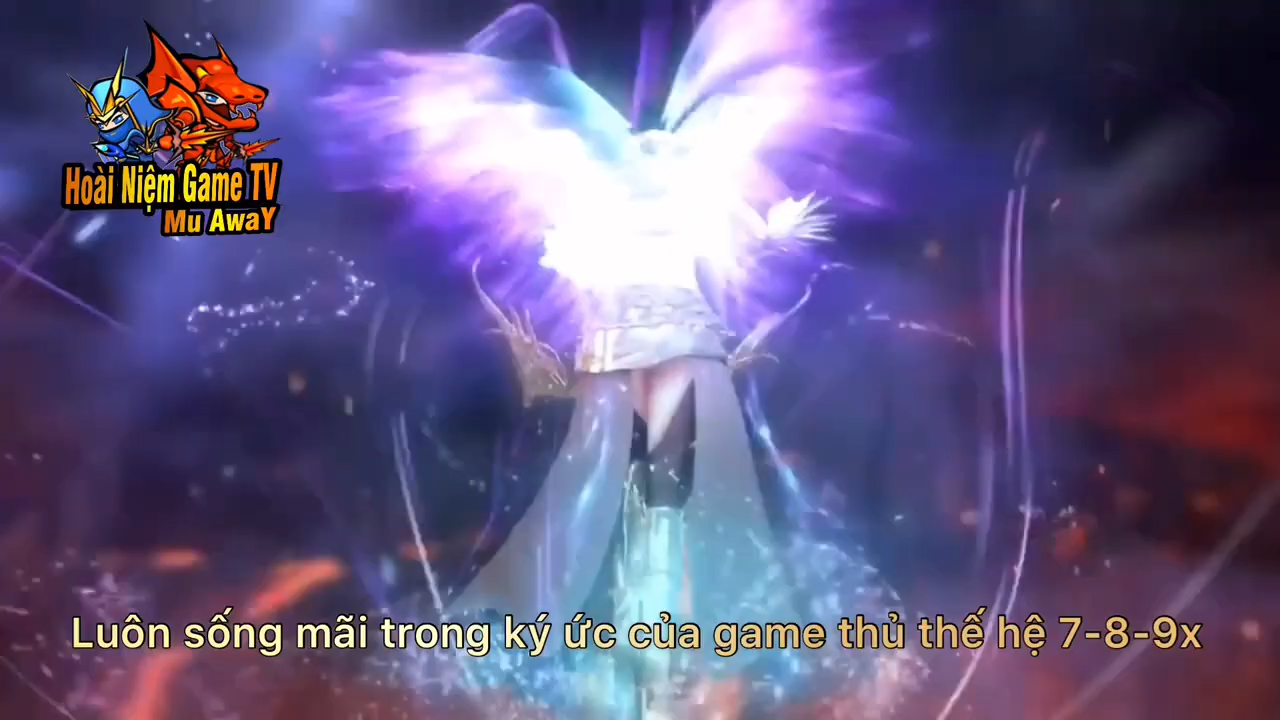 Hoài Niệm Game TV
Mu AwaY
Luôn sống mãi trong ký ức của game thủ thế hệ 7-8-9x